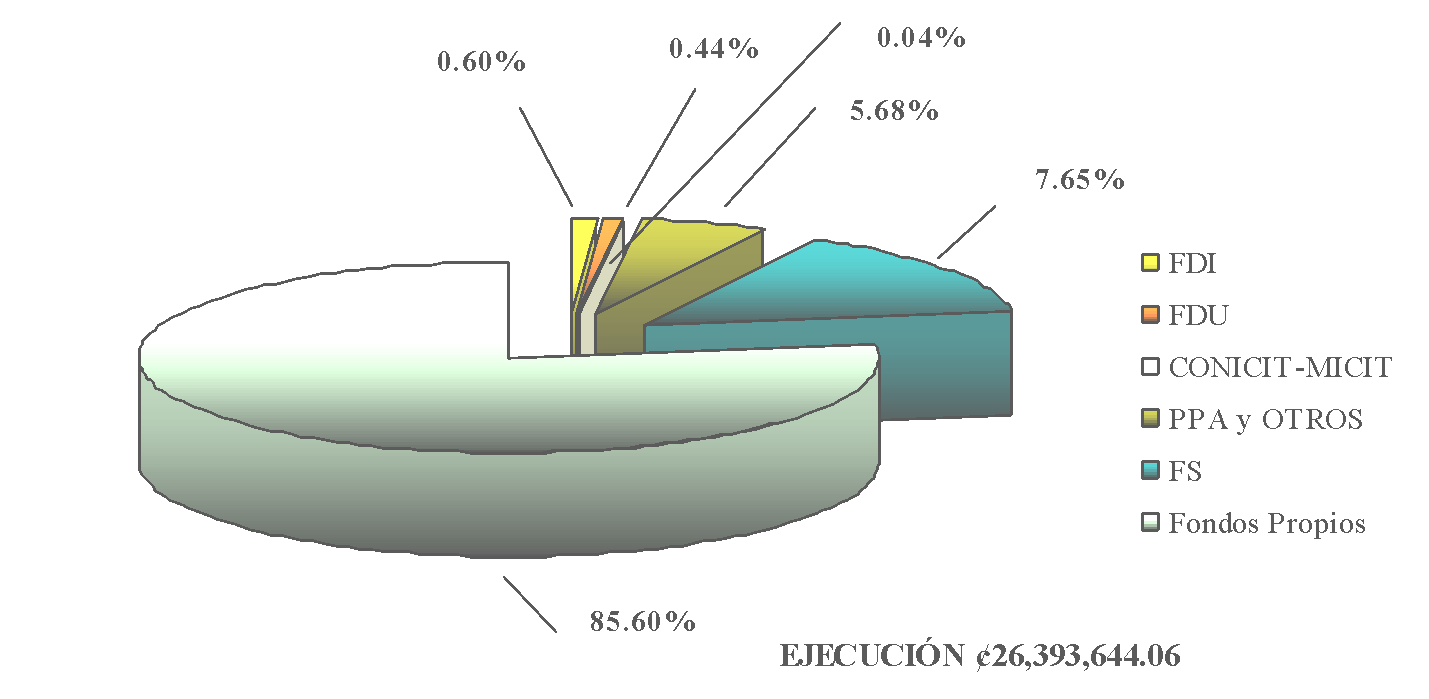 0.60%
0.44%
0.04%
5.68%
7.65%
FDI
FDU
CONICIT-MICIT
PPA y OTROS
FS
Fondos Propios
85.60%
EJECUCIÓN ¢26,393,644.06